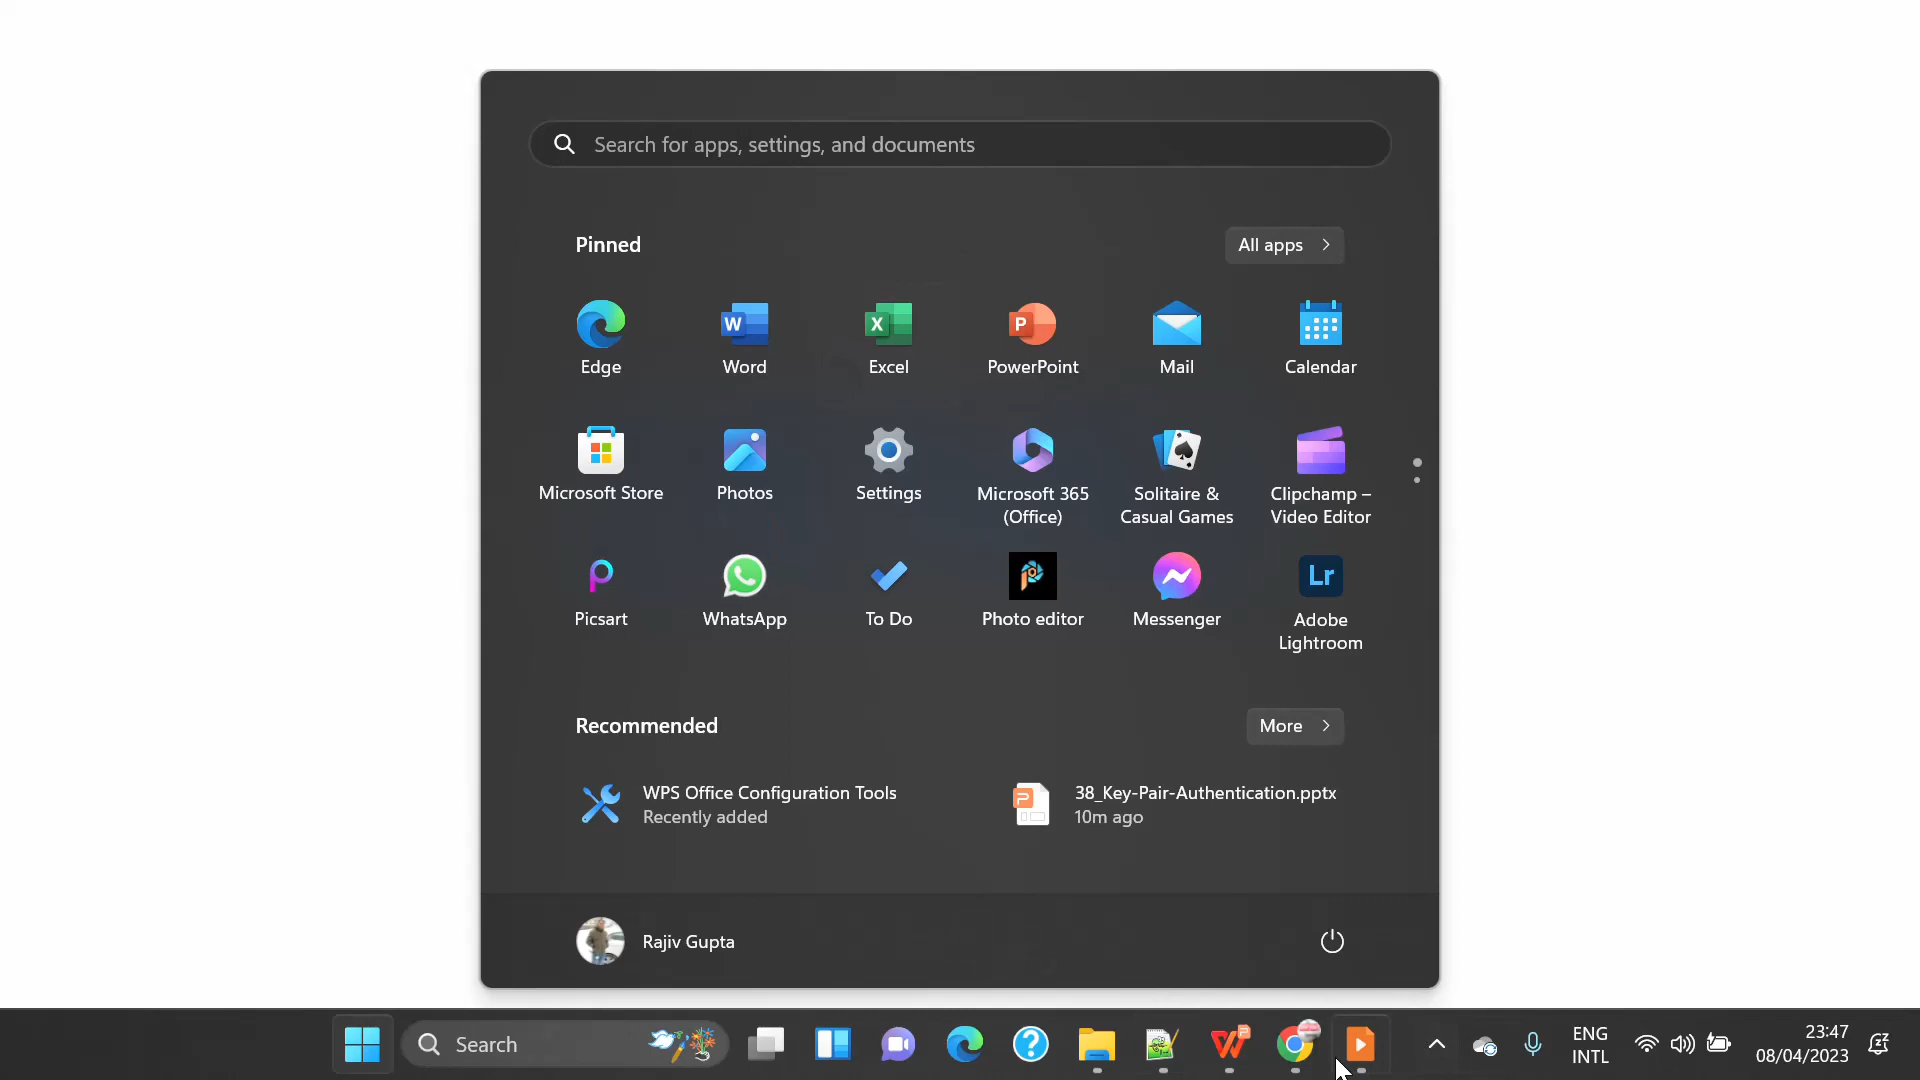 Search for apps, settings, and documents
Pinned
All apps
Edge
Word
Excel
PowerPoint
Mail
Calendar
Microsoft Store
Photos
Settings
Microsoft 365
(Office)
Solitaire &
Casual Games
Clipchamp –
Video Editor
Picsart
WhatsApp
To Do
Photo editor
Messenger
Lr
Adobe
Lightroom
Recommended
More
WPS Office Configuration Tools
Recently added
38_Key-Pair-Authentication.pptx
10m ago
Rajiv Gupta
Search
ENG
INTL
23:47
08/04/2023